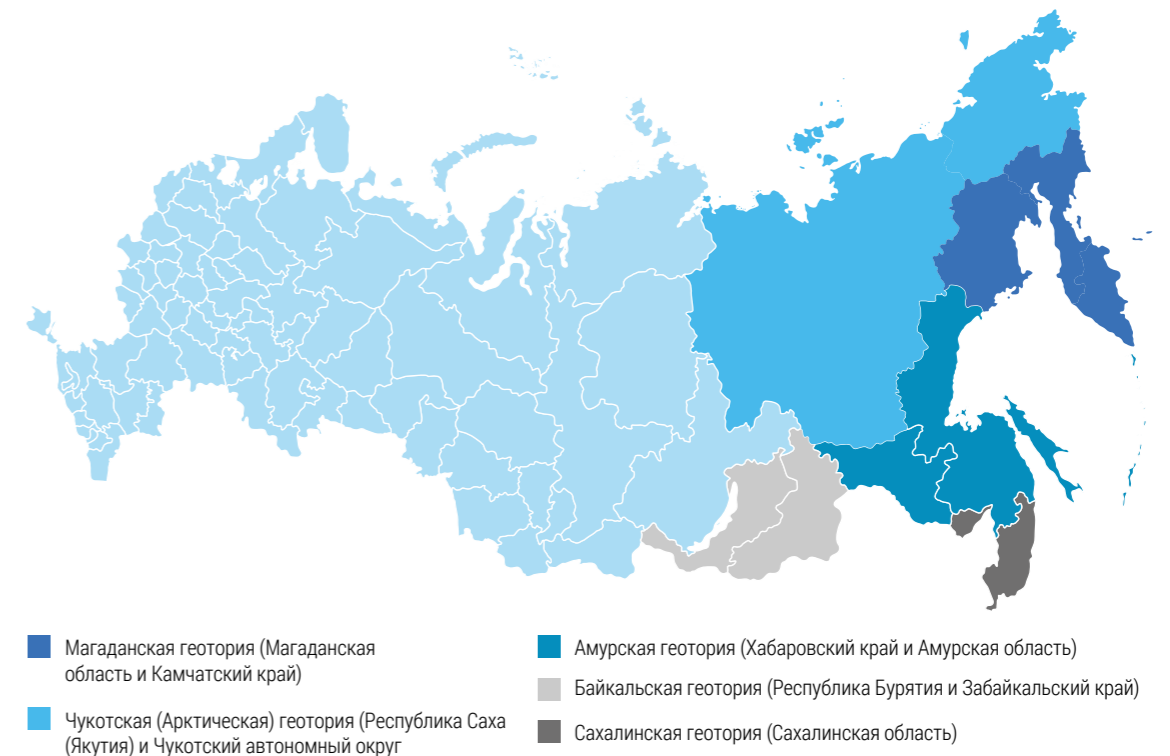 Магаданская геотория (Магаданская
область и Камчатский край)
Чукотская (Арктическая) геотория (Республика Саха
(Якутия) и Чукотский автономный округ
Амурская геотория (Хабаровский край и Амурская область)
Байкальская геотория (Республика Бурятия и Забайкальский край)
Сахалинская геотория (Сахалинская область)